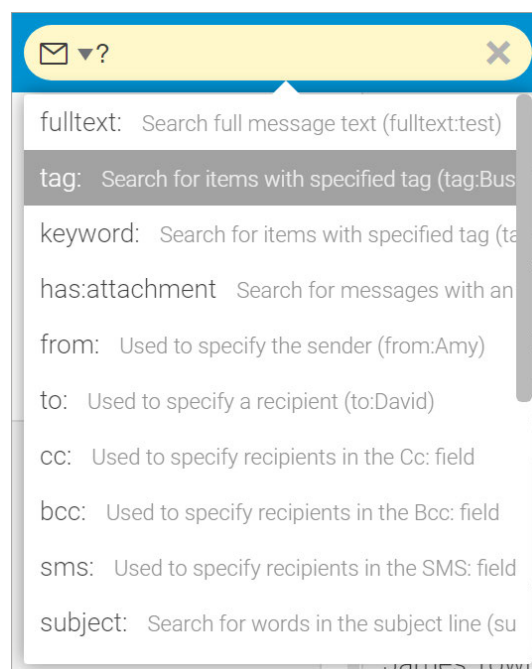 ?
fulltext: Search full message text (fulltext:test)
tag: Search for items with specified tag (tag:Bus
keyword: Search for items with specified tag (ta
has:attachment Search for messages with an
from: Used to specify the sender (from:Amy)
to: Used to specify a recipient (to:David)
cc: Used to specify recipients in the Cc: field
bcc: Used to specify recipients in the Bcc: field
sms: Used to specify recipients in the SMS: field
subject: Search for words in the subject line (su